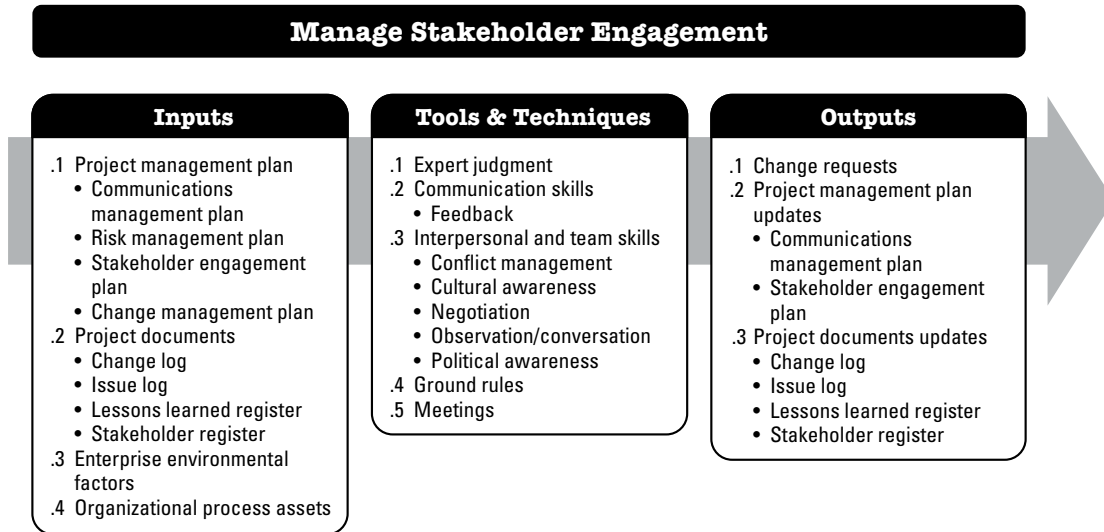 Manage Stakeholder Engagement
Inputs
.1 Project management plan
• Communications
management plan
• Risk management plan
• Stakeholder engagement
plan
• Change management plan
.2 Project documents
• Change log
• Issue log
• Lessons learned register
• Stakeholder register
.3 Enterprise environmental
factors
.4 Organizational process assets
Tools & Techniques
.1 Expert judgment
.2 Communication skills
• Feedback
.3 Interpersonal and team skills
• Conflict management
• Cultural awareness
• Negotiation
• Observation/conversation
• Political awareness
.4 Ground rules
.5 Meetings
Outputs
.1 Change requests
.2 Project management plan
updates
• Communications
management plan
• Stakeholder engagement
plan
.3 Project documents updates
• Change log
• Issue log
• Lessons learned register
• Stakeholder register